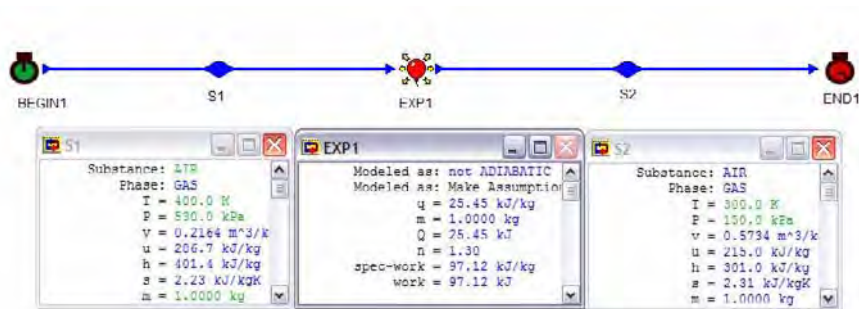 BEGIN1
S1
EXP1
S2
END1
S1
Substance: AIR
Phase: GAS
T = 400.0 K
P = 530.0 kPa
v = 0.2164 m^3/k
u = 286.7 kJ/kg
h = 401.4 kJ/kg
s = 2.23 kJ/kgK
m = 1.0000 kg
EXP1
Modeled as: not ADIABATIC
Modeled as: Make Assumption
q = 25.45 kJ/kg
m = 1.0000 kg
Q = 25.45 kJ
n = 1.30
spec-work = 97.12 kJ/kg
work = 97.12 kJ
S2
Substance: AIR
Phase: GAS
T = 300.0 K
P = 150.0 kPa
v = 0.5734 m^3/k
u = 215.0 kJ/kg
h = 301.0 kJ/kg
s = 2.31 kJ/kgK
m = 1.0000 kg